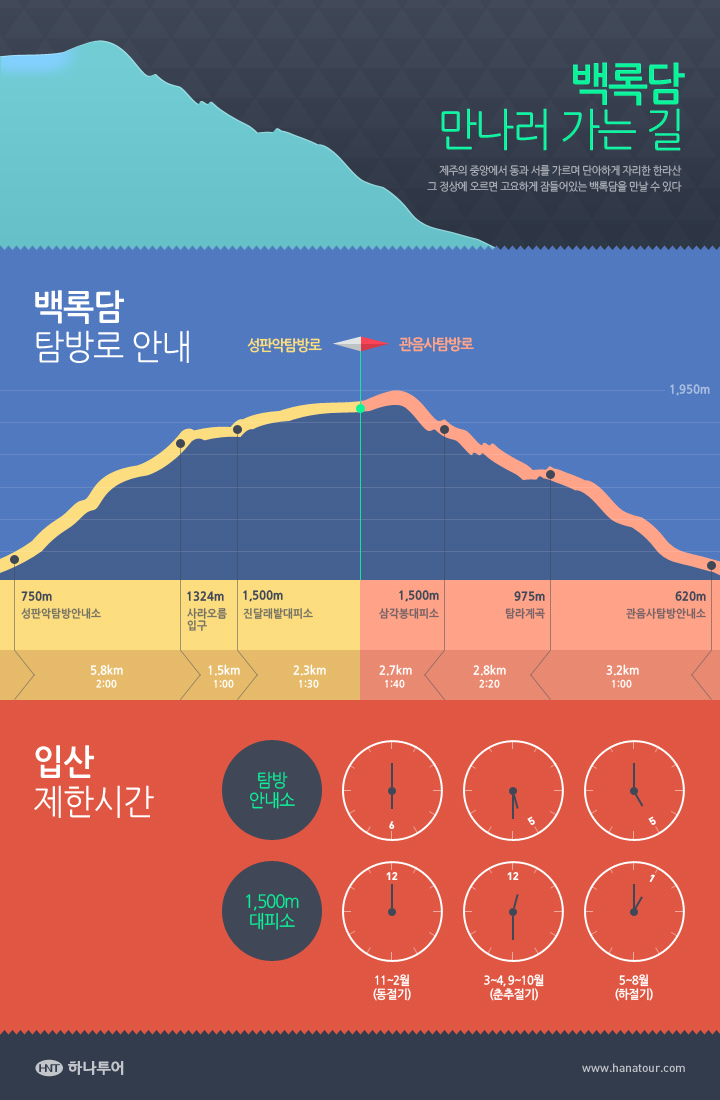 백록담
만나러 가는 길
제주의 중앙에서 동과 서를 가르며 단아하게 자리한 한라산
그 정상에 오르면 고요하게 잠들어있는 백록담을 만날 수 있다
백록담
탐방로 안내
성판악탐방로
관음사탐방로
1,950m
750m
성판악탐방안내소
1324m
사라오름
입구
1,500m
진달래밭대피소
1,500m
삼각봉대피소
975m
탐라계곡
620m
관음사탐방안내소
5,8km
2:00
1,5km
1:00
2,3km
1:30
2,7km
1:40
2,8km
2:20
3,2km
1:00
입산
제한시간
탐방
안내소
6
5
5
1,500m
대피소
12
12
1
11~2월
(동절기)
3~4, 9~10월
(춘추절기)
5~8월
(하절기)
HNT 하나투어
www.hanatour.com